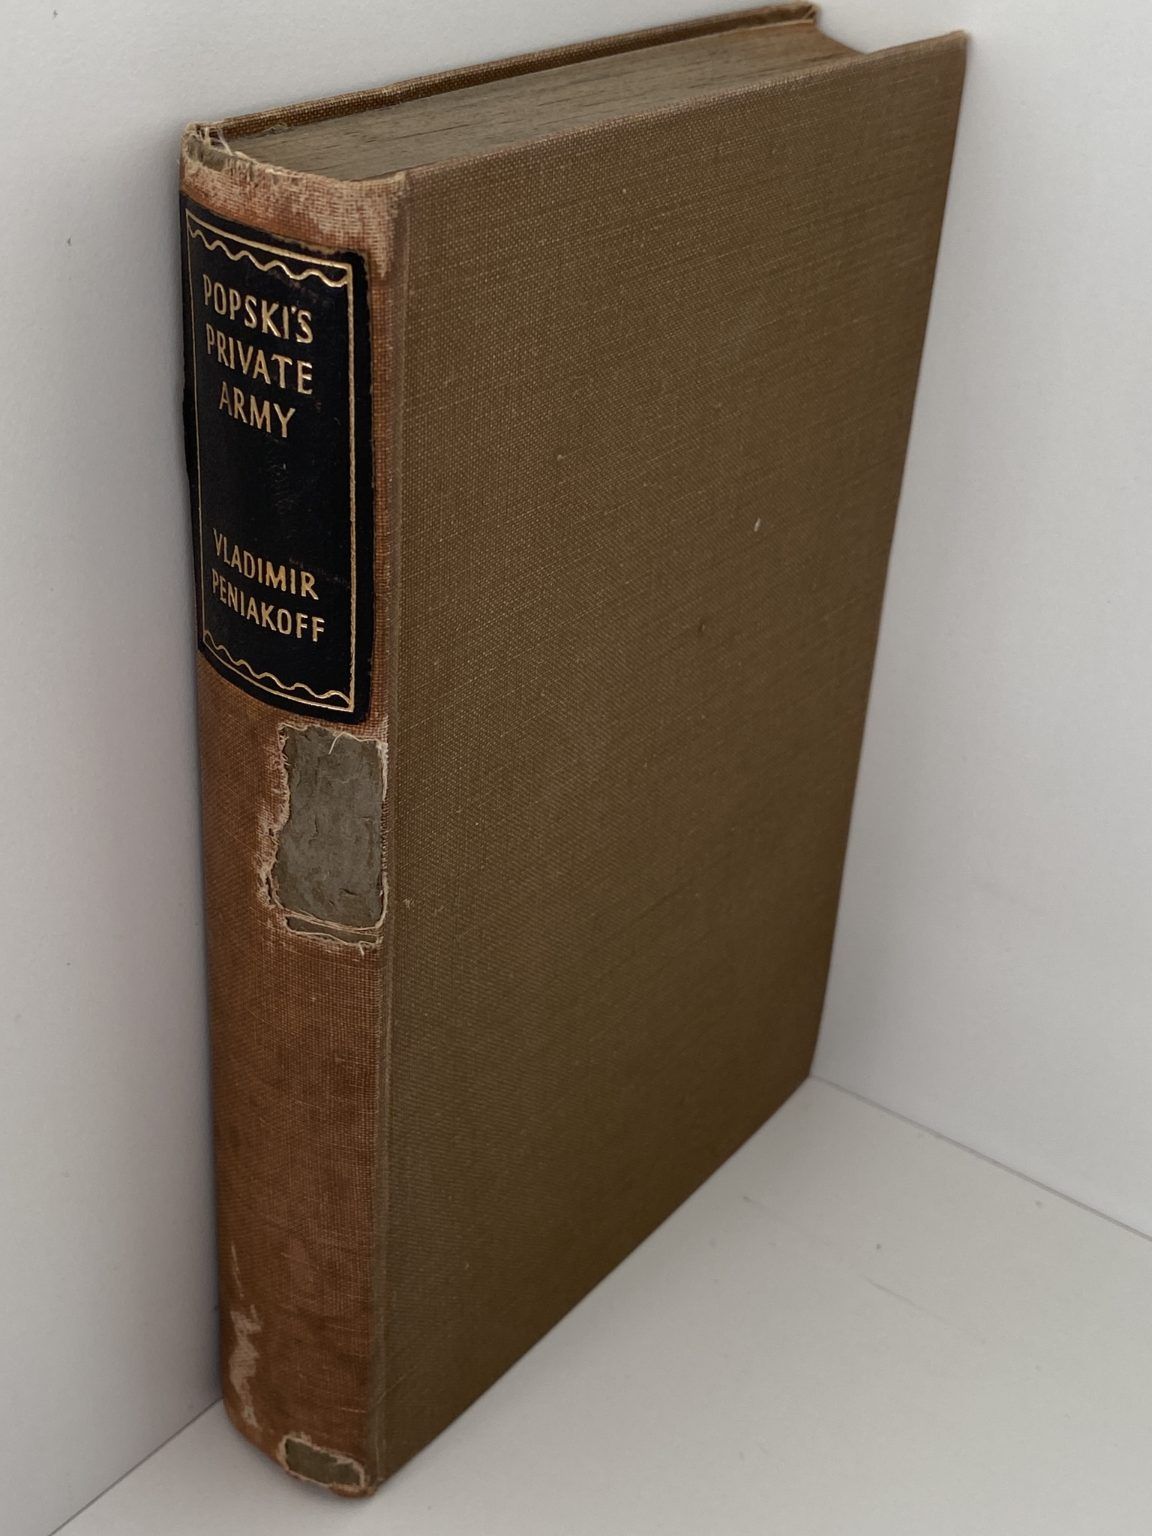 POPSKI'S
PRIVATE
ARMY
VLADIMIR
PENIAKOFF